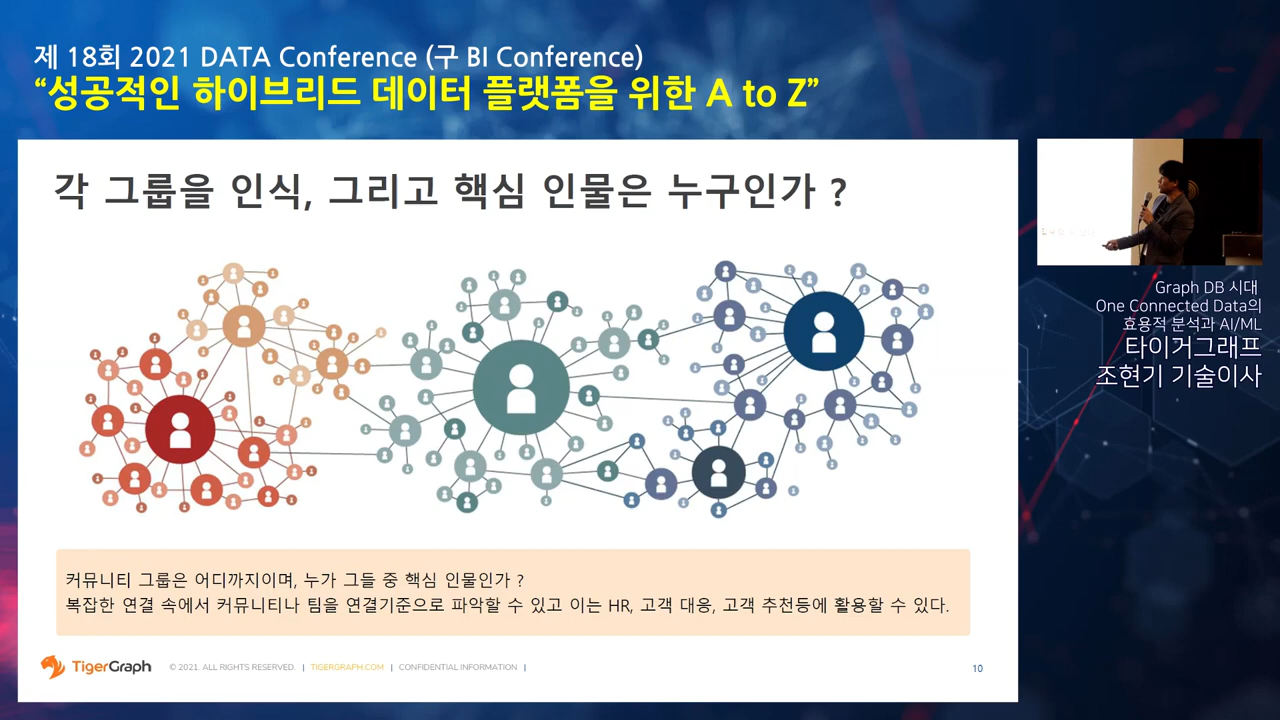 제 18회 2021 DATA Conference (구 BI Conference)
“성공적인 하이브리드 데이터 플랫폼을 위한 A to Z”
각 그룹을 인식, 그리고 핵심 인물은 누구인가 ?
커뮤니티 그룹은 어디까지이며, 누가 그들 중 핵심 인물인가 ?
복잡한 연결 속에서 커뮤니티나 팀을 연결기준으로 파악할 수 있고 이는 HR, 고객 대응, 고객 추천등에 활용할 수 있다.
TigerGraph
© 2021. ALL RIGHTS RESERVED. | TIGERGRAPH.COM | CONFIDENTIAL INFORMATION |
10
Graph DB 시대
One Connected Data의
효용적 분석과 AI/ML
타이거그래프
조현기 기술이사